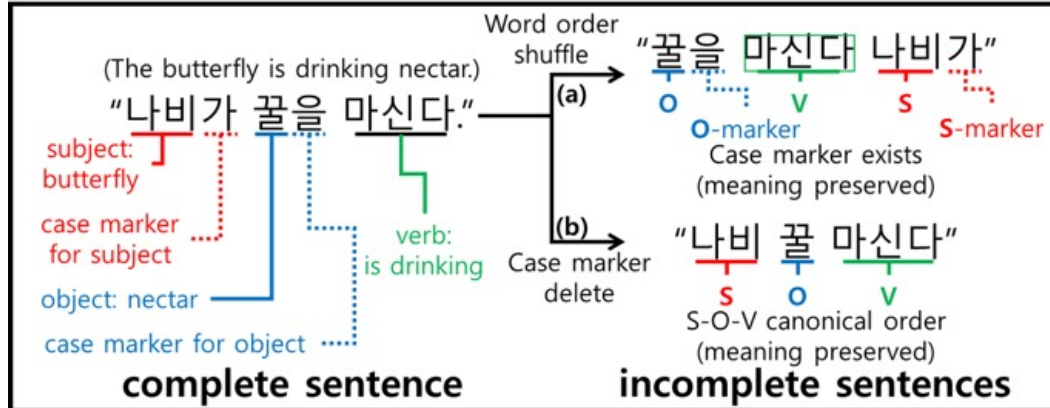 (The butterfly is drinking nectar.)
“나비가 꿀을 마신다.”
subject:
butterfly
case marker
for subject
object: nectar
case marker for object
verb:
is drinking
complete sentence
Word order
shuffle
(a)
“꿀을 마신다 나비가”
O V S
O-marker S-marker
Case marker exists
(meaning preserved)
(b)
Case marker
delete
“나비 꿀 마신다”
S O V
S-O-V canonical order
(meaning preserved)
incomplete sentences